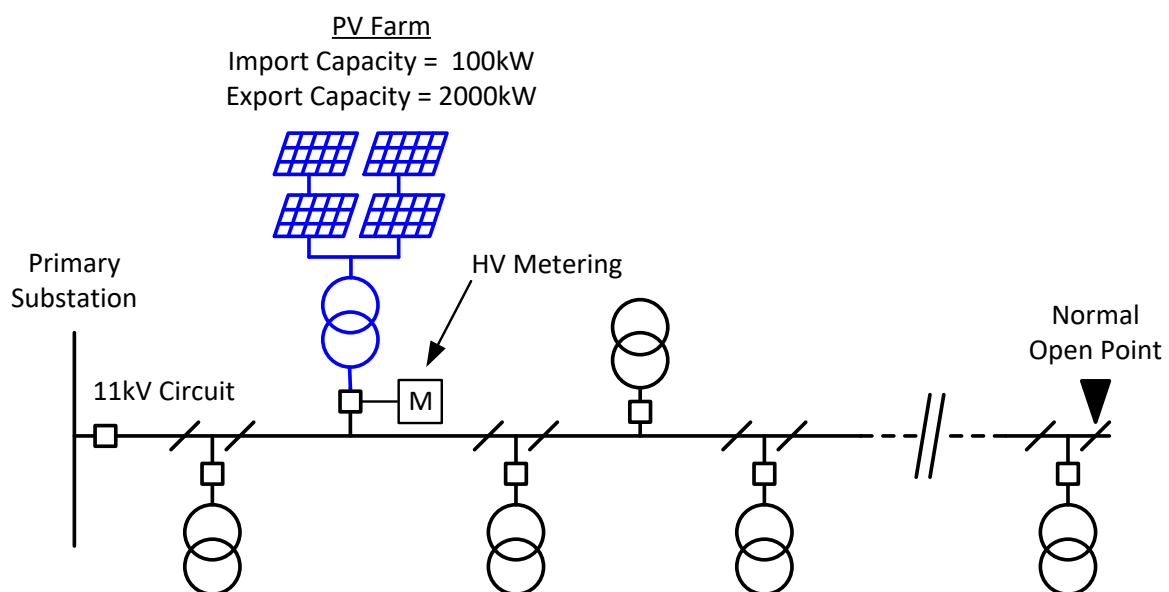 PV Farm
Import Capacity = 100kW
Export Capacity = 2000kW
HV Metering
Primary
Substation
Normal
Open Point
11kV Circuit
M